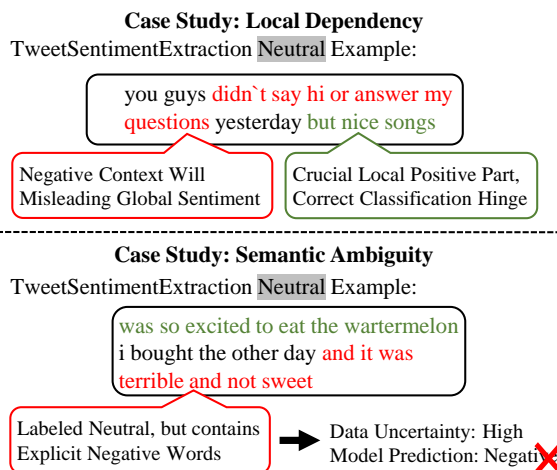 Case Study: Local Dependency
TweetSentimentExtraction Neutral Example:
you guys didn`t say hi or answer my
questions yesterday but nice songs
Negative Context Will
Misleading Global Sentiment
Crucial Local Positive Part,
Correct Classification Hinge
Case Study: Semantic Ambiguity
TweetSentimentExtraction Neutral Example:
was so excited to eat the wartermelon
i bought the other day and it was
terrible and not sweet
Labeled Neutral, but contains
Explicit Negative Words
Data Uncertainty: High
Model Prediction: Negative